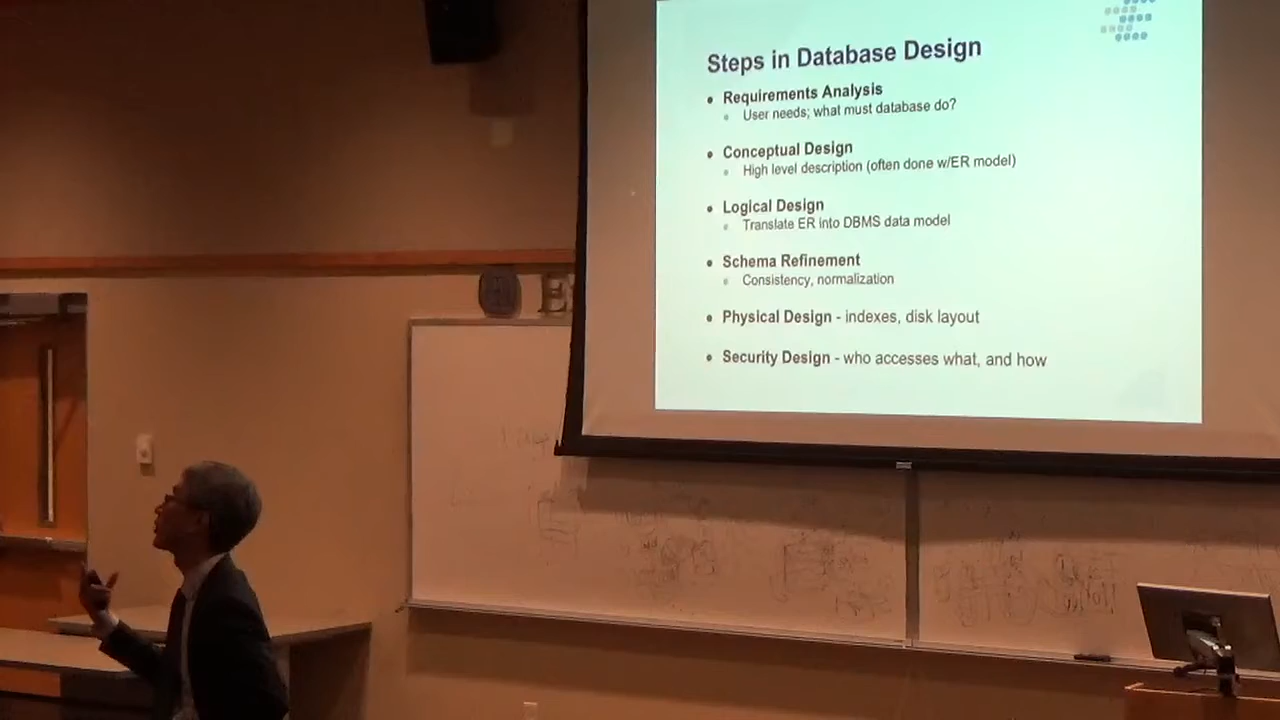 Steps in Database Design
• Requirements Analysis
• User needs; what must database do?
• Conceptual Design
• High level description (often done w/ER model)
• Logical Design
• Translate ER into DBMS data model
• Schema Refinement
• Consistency, normalization
• Physical Design - indexes, disk layout
• Security Design - who accesses what, and how
E